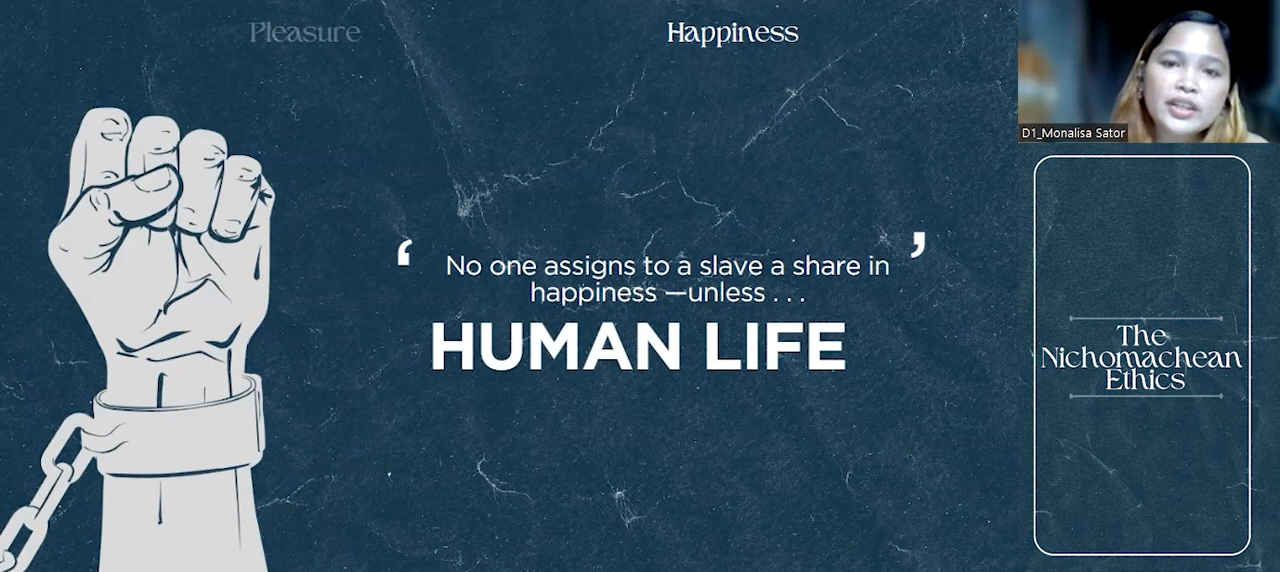 Pleasure
Happiness
D1_Monalisa Sator
‘ No one assigns to a slave a share in ’
happiness —unless . . .
HUMAN LIFE
The
Nichomachean
Ethics